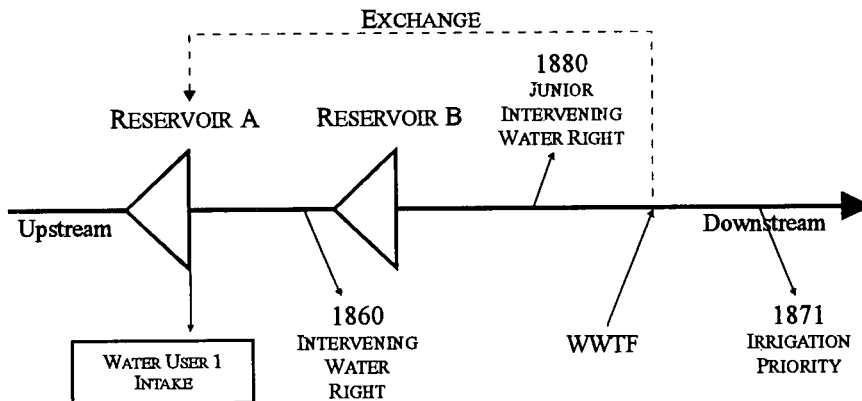 EXCHANGE
1880
JUNIOR
INTERVENING
WATER RIGHT
RESERVOIR A
RESERVOIR B
Upstream
Downstream
1860
INTERVENING
WATER
RIGHT
WWTF
1871
IRRIGATION
PRIORITY
WATER USER 1
INTAKE